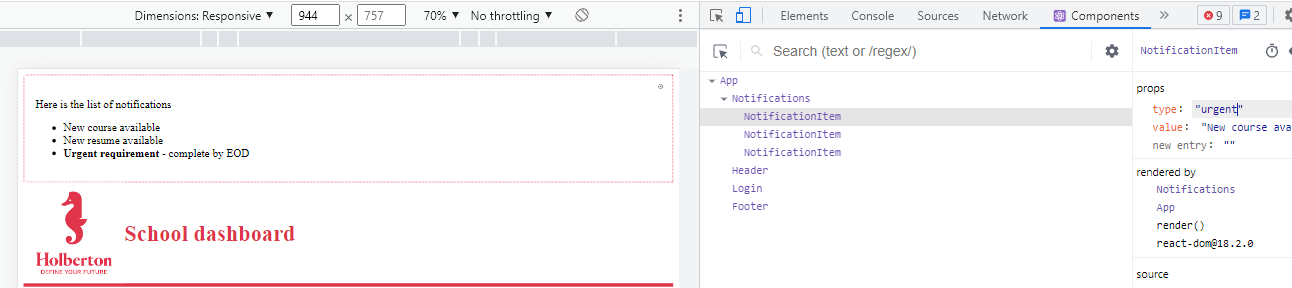 Dimensions: Responsive ▼ 944 × 757 70% ▼ No throttling ▼
Here is the list of notifications
• New course available
• New resume available
• Urgent requirement - complete by EOD
Holberton
DEFINE YOUR FUTURE
School dashboard
Elements Console Sources Network Components » 9 2
Search (text or /regex/)
App
Notifications
NotificationItem
NotificationItem
NotificationItem
Header
Login
Footer
NotificationItem
props
type: "urgent"
value: "New course ava
new entry: ""
rendered by
Notifications
App
render()
react-dom@18.2.0
source